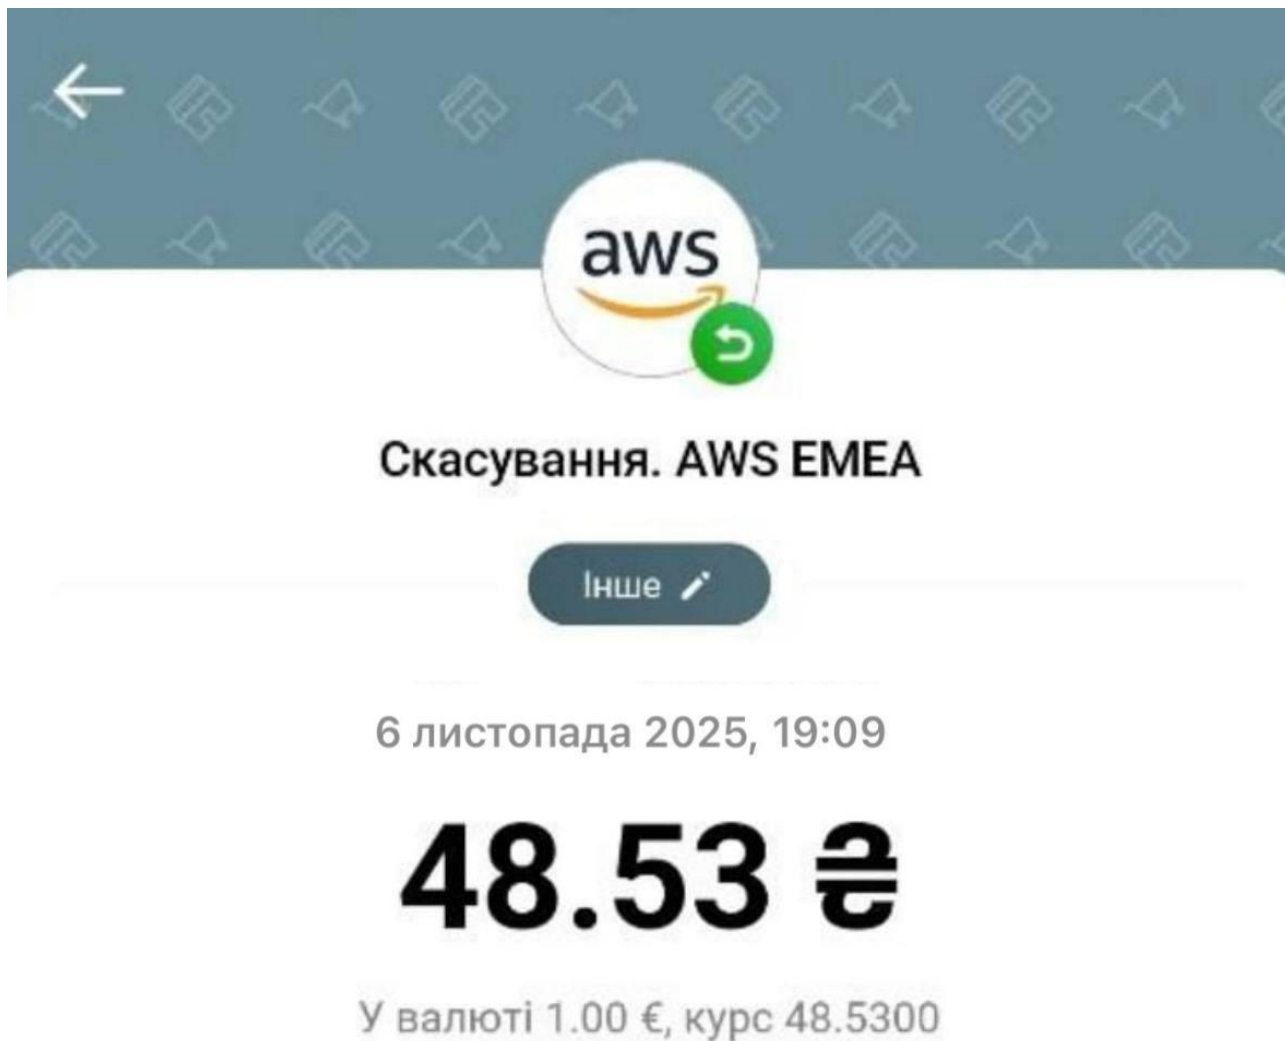 aws
Скасування. AWS EMEA
Інше
6 листопада 2025, 19:09
48.53 ₴
У валюті 1.00 €, курс 48.5300